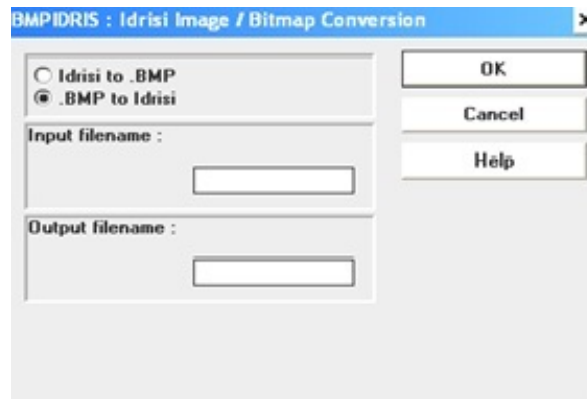 BMPIDRIS : Idrisi Image / Bitmap Conversion
Idrisi to .BMP
.BMP to Idrisi
Input filename :
Output filename :
OK
Cancel
Help